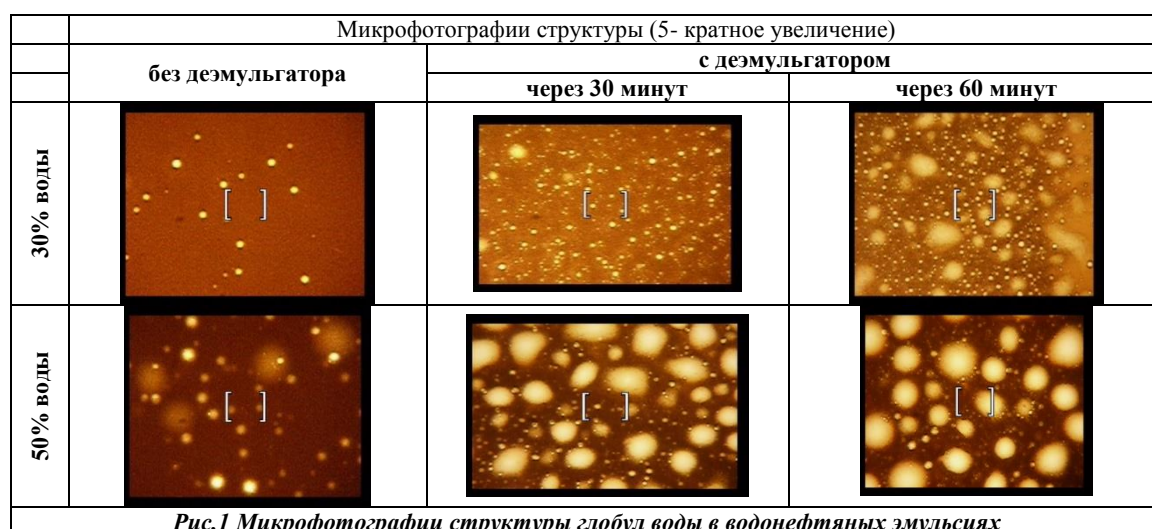 Микрофотографии структуры (5- кратное увеличение)
без деэмульгатора
с деэмульгатором
через 30 минут
через 60 минут
30% воды
50% воды
Рис.1 Микрофотографии структуры глобул воды в водонефтяных эмульсиях